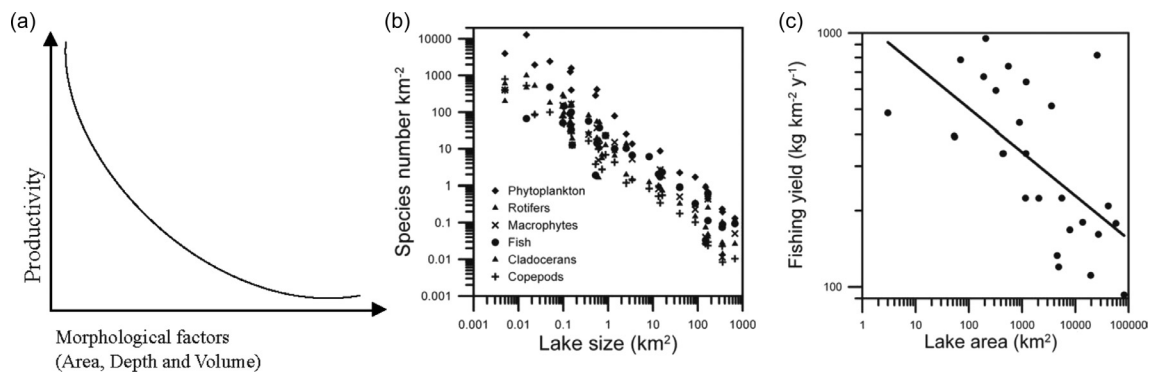 (a)
Productivity
Morphological factors
(Area, Depth and Volume)
(b)
Species number km-2
10000
1000
100
10
1
0.1
0.01
0.001
Phytoplankton
Rotifers
Macrophytes
Fish
Cladocerans
Copepods
0.001 0.01 0.1 1 10 100 1000
Lake size (km2)
(c)
Fishing yield (kg km-2 y-1)
1000
100
1 10 100 1000 10000 100000
Lake area (km2)